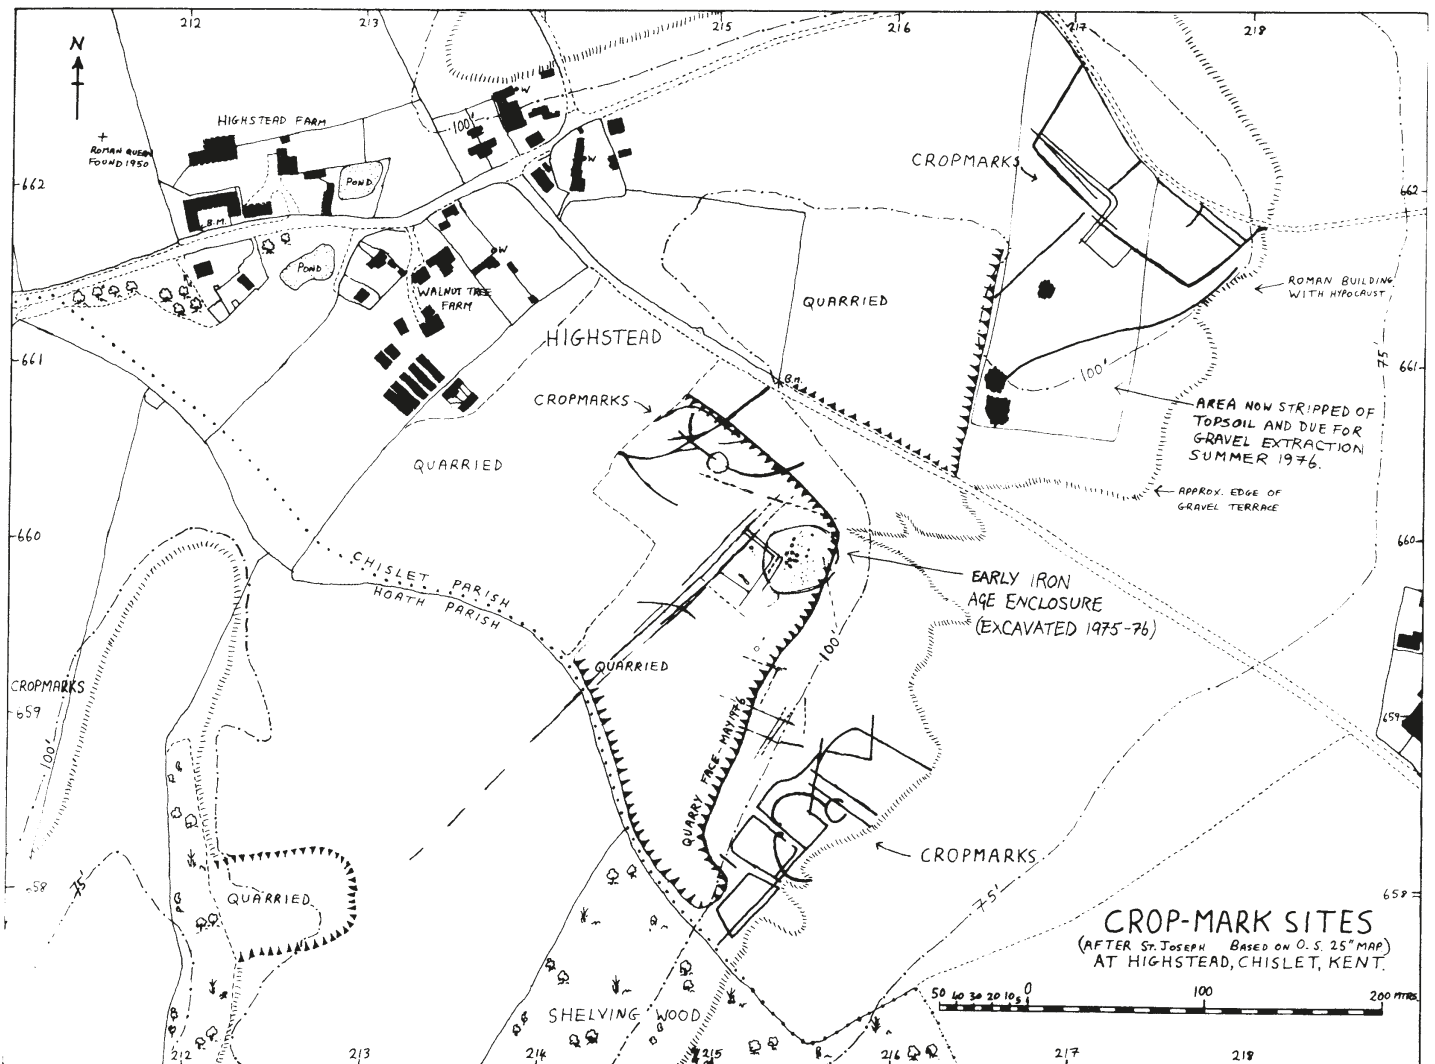 212
213
215
216
217
218
N
HIGHSTEAD FARM
W
100'
ROMAN QUERN
FOUND 1950
CROPMARKS
POND
W
662
662
B.M.
POND
W
WALNUT TREE
FARM
QUARRIED
ROMAN BUILDING
WITH HYPOCAUST
HIGHSTEAD
661
661
75'
100'
B.M.
CROPMARKS
AREA NOW STRIPPED OF
TOPSOIL AND DUE FOR
GRAVEL EXTRACTION
SUMMER 1976.
QUARRIED
APPROX. EDGE OF
GRAVEL TERRACE
660
660
CHISLET PARISH
HOATH PARISH
EARLY IRON
AGE ENCLOSURE
(EXCAVATED 1975-76)
100'
QUARRIED
CROPMARKS
659
659
100'
QUARRY FACE - MAY 1976
CROPMARKS
75'
658
75'
658
QUARRIED
CROP-MARK SITES
(AFTER ST. JOSEPH BASED ON O.S. 25" MAP)
AT HIGHSTEAD, CHISLET, KENT.
50 40 30 20 10 0 100 200 MTRS.
SHELVING WOOD
212
213
214
215
216
217
218